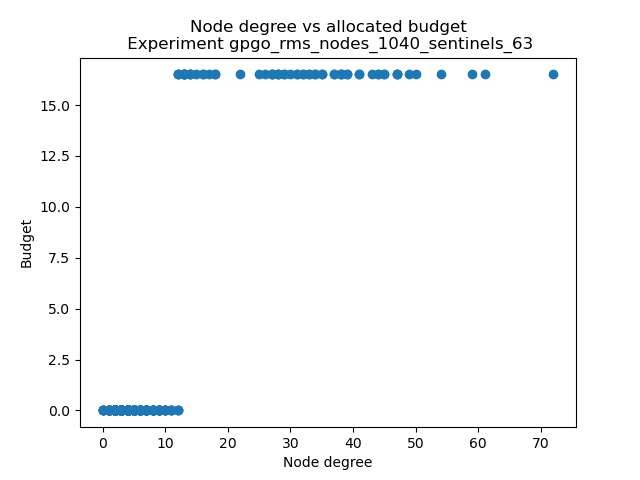 Node degree vs allocated budget
Experiment gpgo_rms_nodes_1040_sentinels_63
15.0
12.5
10.0
7.5
5.0
2.5
0.0
Budget
0 10 20 30 40 50 60 70
Node degree